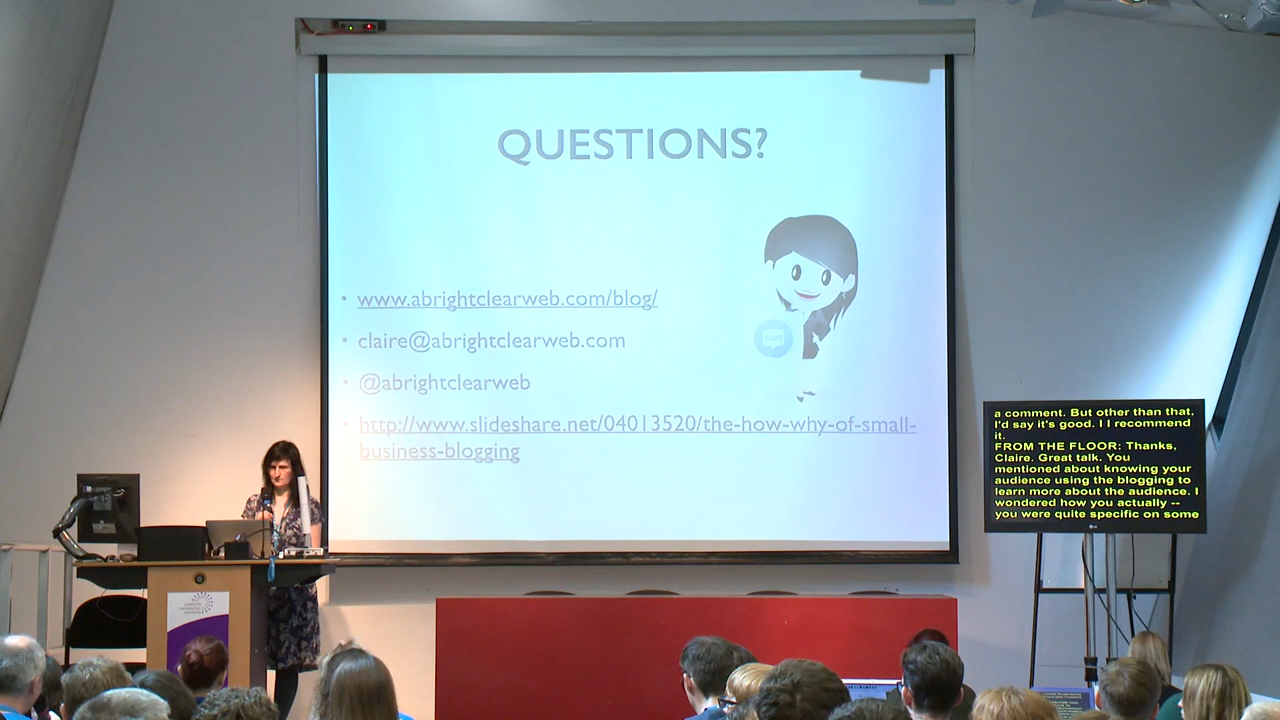 QUESTIONS?
• www.abrightclearweb.com/blog/
• claire@abrightclearweb.com
• @abrightclearweb
• http://www.slideshare.net/04013520/the-how-why-of-small-
business-blogging
a comment. But other than that,
I'd say it's good. I I recommend
it.
FROM THE FLOOR: Thanks,
Claire. Great talk. You
mentioned about knowing your
audience using the blogging to
learn more about the audience. I
wondered how you actually --
you were quite specific on some